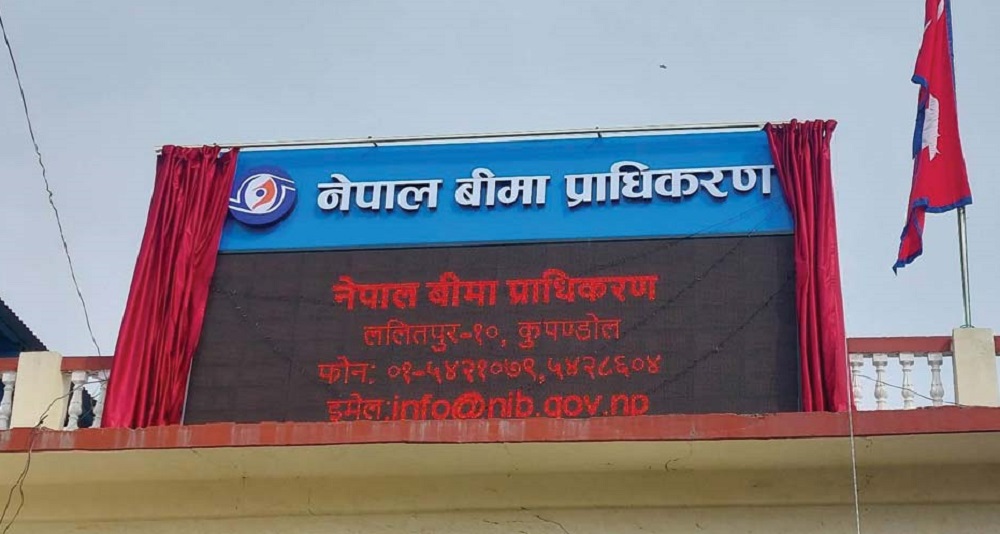 नेपाल बीमा प्राधिकरण
नेपाल बीमा प्राधिकरण
ललितपुर-१०, कुपण्डोल
फोन: ०१-५४२१०७९,५४२८६०४
इमेल:info@nib.gov.np